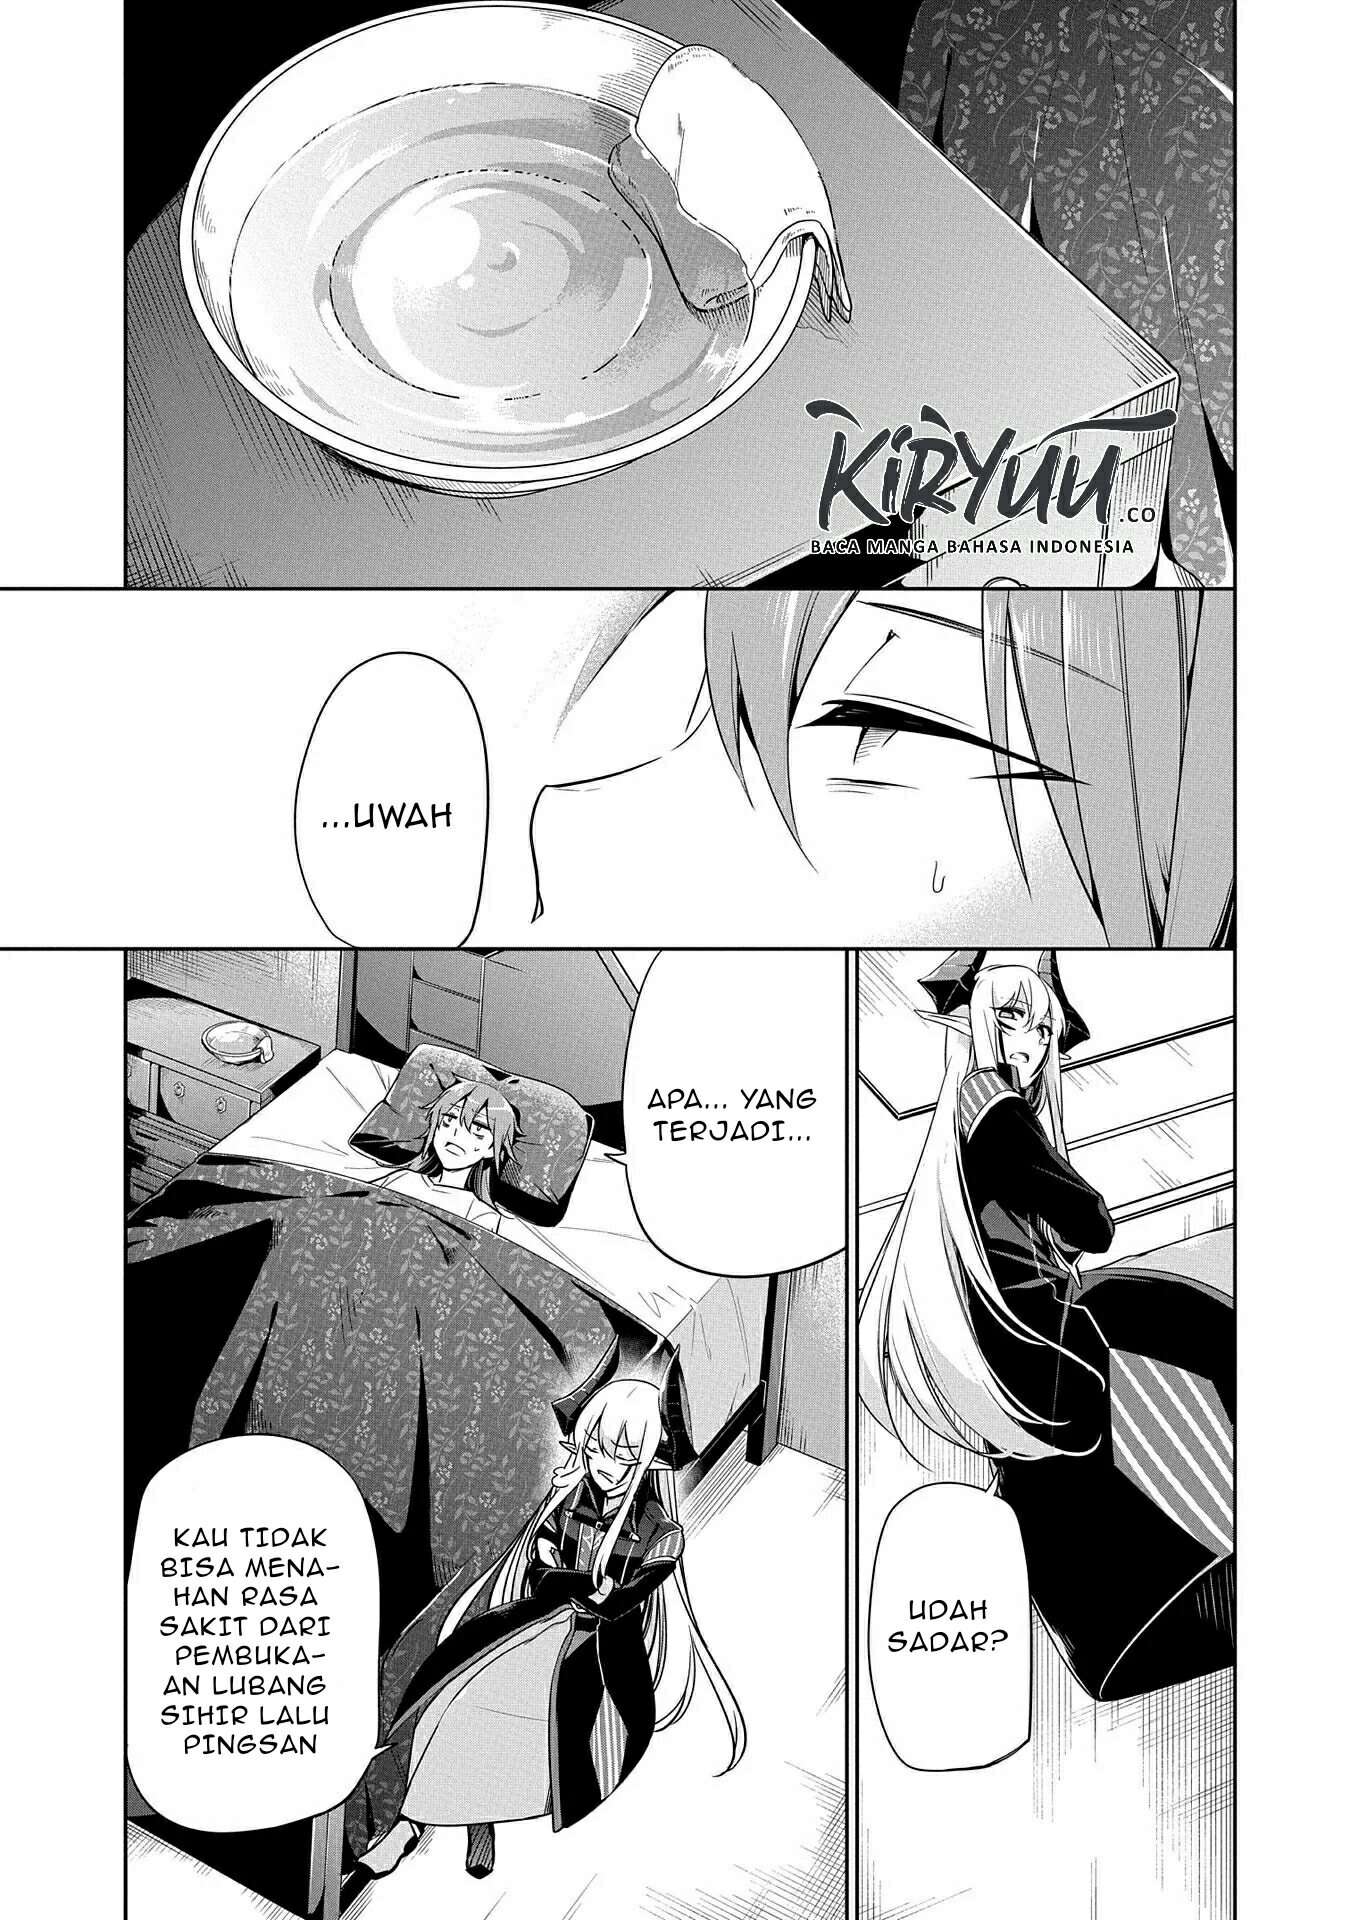 KIRYUU.CO
BACA MANGA BAHASA INDONESIA
...UWAH
UDAH
SADAR?
APA... YANG
TERJADI...
KAU TIDAK
BISA MENA-
HAN RASA
SAKIT DARI
PEMBUKA-
AN LUBANG
SIHIR LALU
PINGSAN